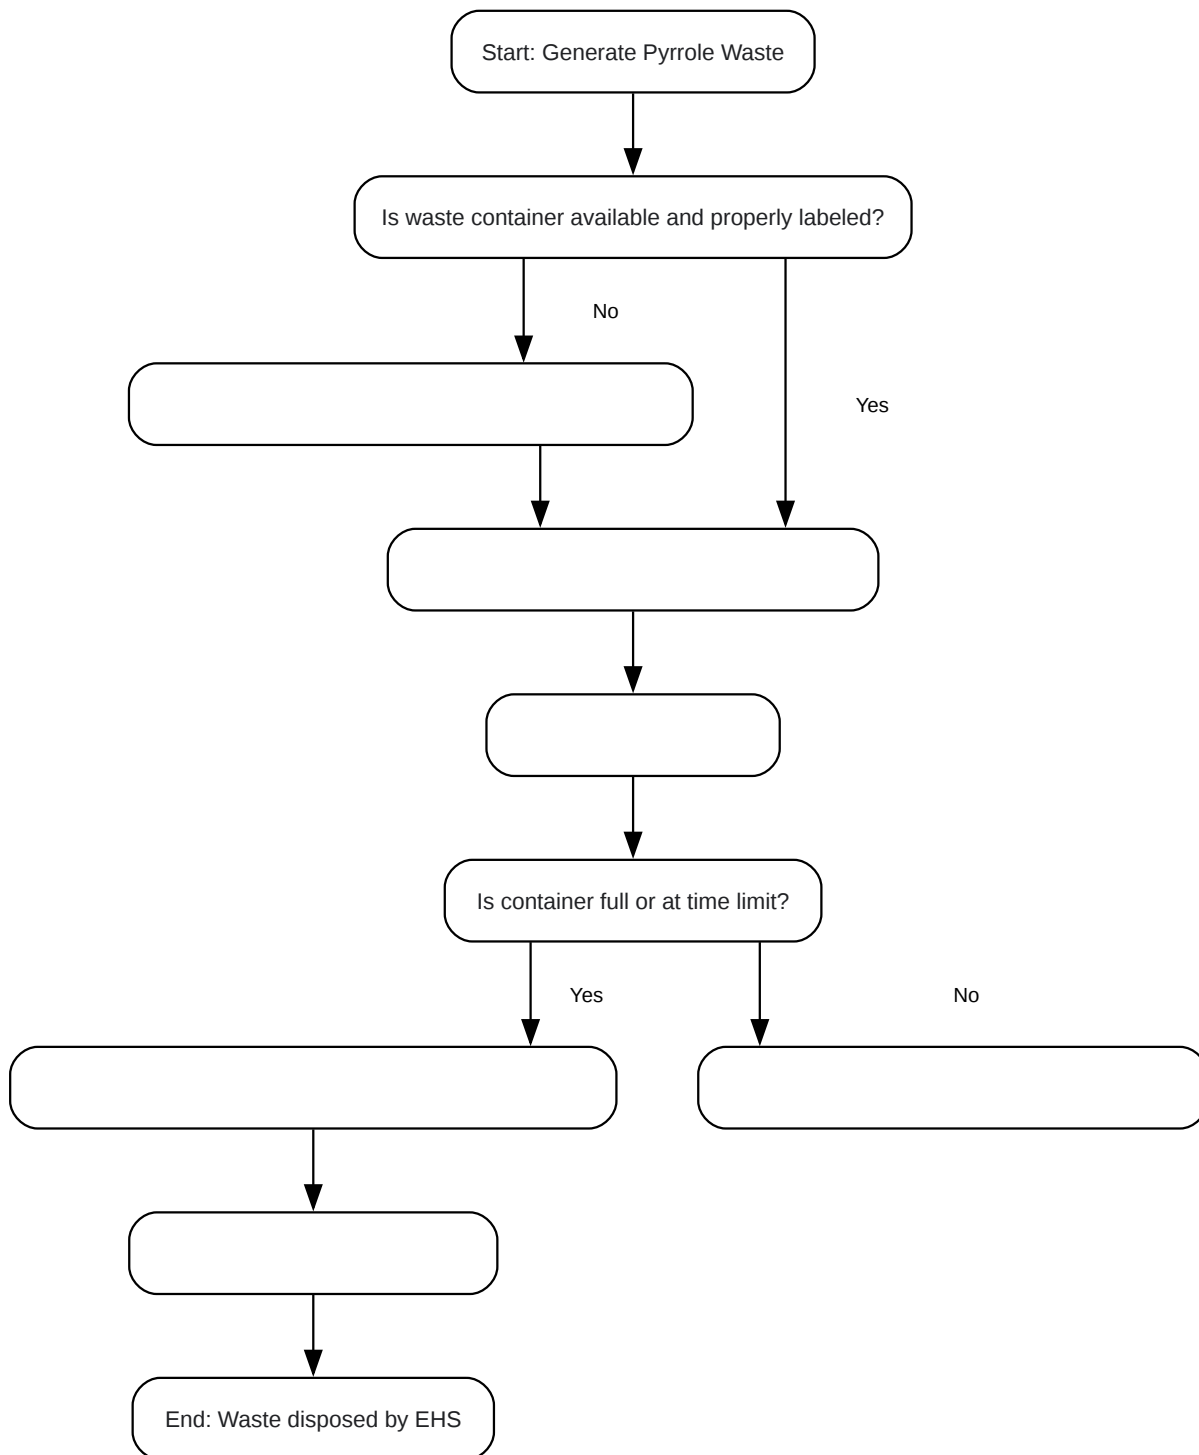 Start: Generate Pyrrole Waste
Is waste container available and properly labeled?
No
Yes
Is container full or at time limit?
Yes
No
End: Waste disposed by EHS